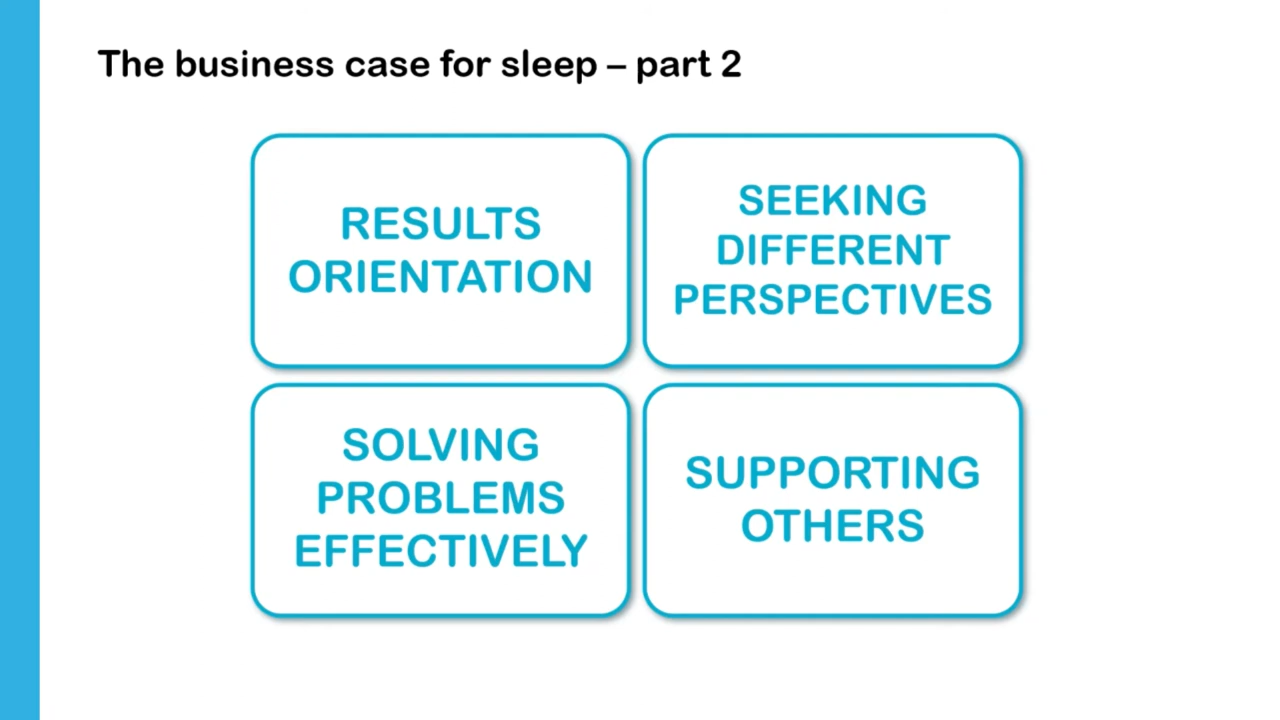 The business case for sleep – part 2
RESULTS
ORIENTATION
SEEKING
DIFFERENT
PERSPECTIVES
SOLVING
PROBLEMS
EFFECTIVELY
SUPPORTING
OTHERS